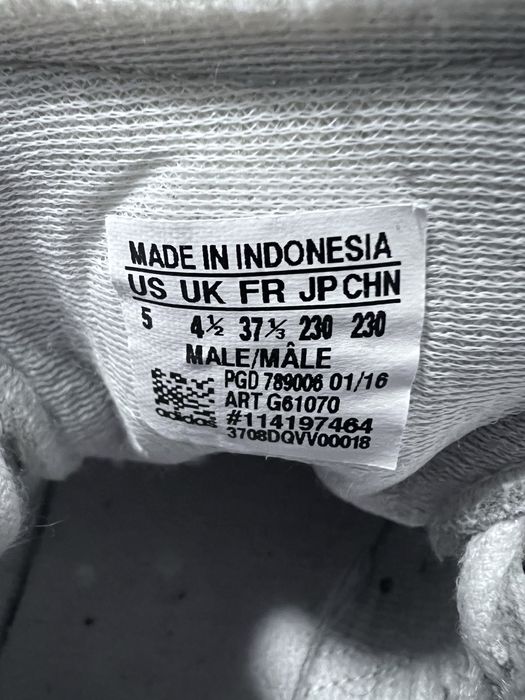 MADE IN INDONESIA
US UK FR JP CHN
5 4½ 37⅓ 230 230
MALE/MÂLE
PGD 789006 01/16
ART G61070
#114197464
adidas 3708DQVV00018